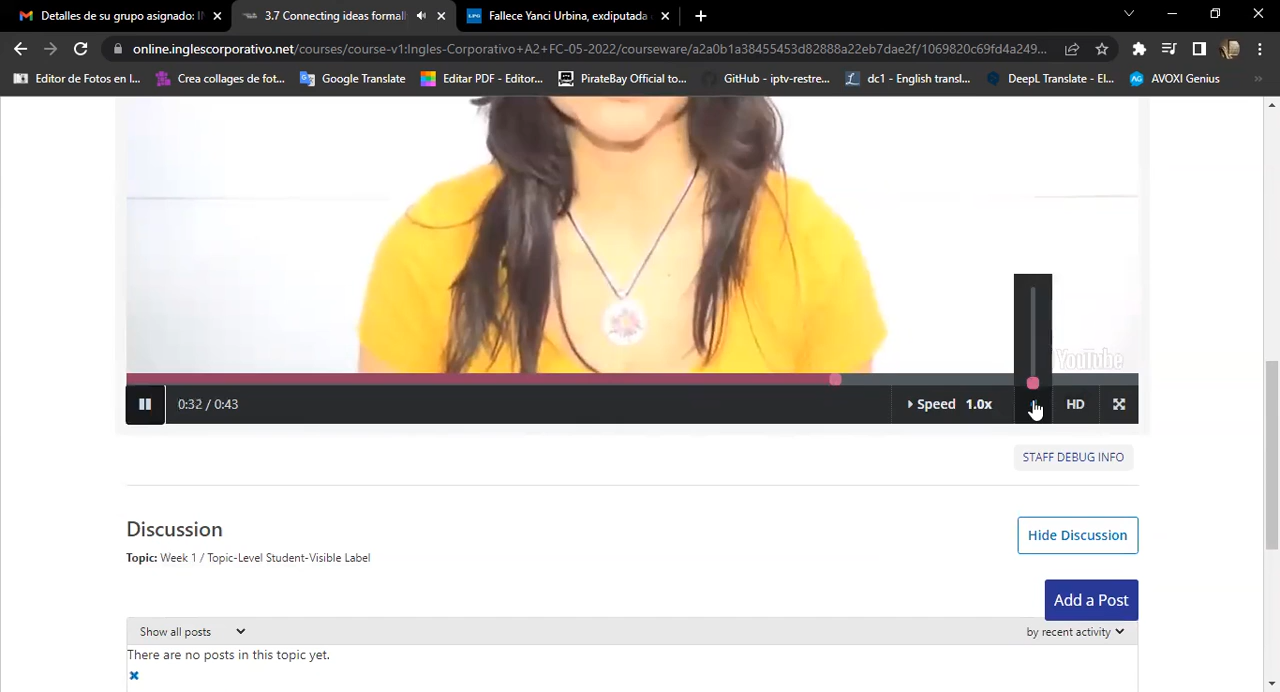 Detalles de su grupo asignado: I
3.7 Connecting ideas formall
LPG
Fallece Yanci Urbina, exdiputada
online.inglescorporativo.net/courses/course-v1:Ingles-Corporativo+A2+FC-05-2022/courseware/a2a0b1a38455453d82888a22eb7dae2f/1069820c69fd4a249...
Editor de Fotos en l...
Crea collages de fot...
Google Translate
Editar PDF - Editor...
PirateBay Official to...
GitHub - iptv-restre...
dc1 - English transl...
DeepL Translate - El...
AVOXI Genius
»
YouTube
0:32 / 0:43
Speed 1.0x
HD
STAFF DEBUG INFO
Discussion
Hide Discussion
Topic: Week 1 / Topic-Level Student-Visible Label
Add a Post
Show all posts
by recent activity
There are no posts in this topic yet.